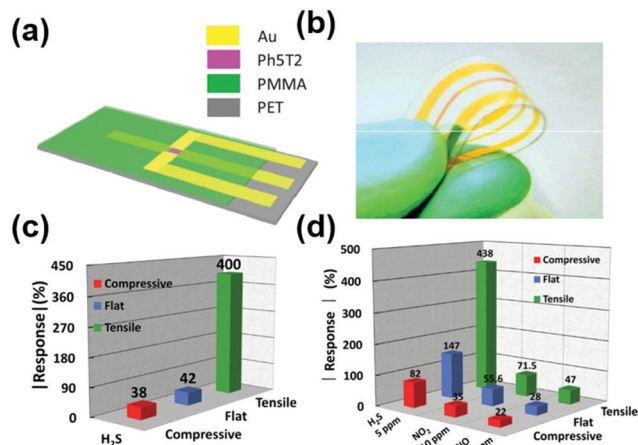 (a)
Au
Ph5T2
PMMA
PET
(b)
(c)
|Response|(%)
450
360
270
180
90
0
Compressive
Flat
Tensile
38
42
400
H₂S
Compressive
Flat
Tensile
(d)
| Response | (%)
500
400
300
200
100
0
Compressive
Flat
Tensile
82
147
438
35
55.6
71.5
22
28
47
H₂S
5 ppm
NO₂
NO
Compressive
Flat
Tensile